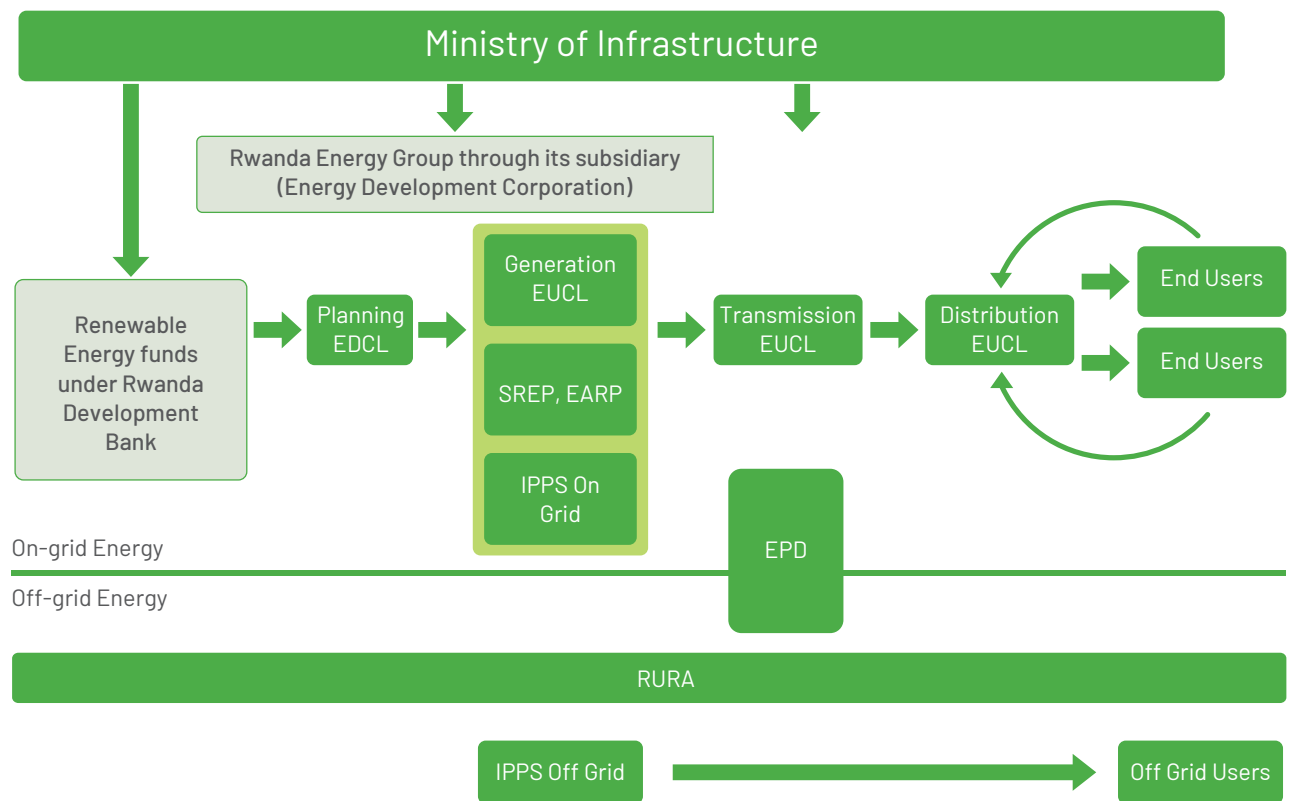 Ministry of Infrastructure
Rwanda Energy Group through its subsidiary
(Energy Development Corporation)
Renewable
Energy funds
under Rwanda
Development
Bank
Planning
EDCL
Generation
EUCL
SREP, EARP
IPPS On
Grid
Transmission
EUCL
Distribution
EUCL
End Users
End Users
EPD
On-grid Energy
Off-grid Energy
RURA
IPPS Off Grid
Off Grid Users